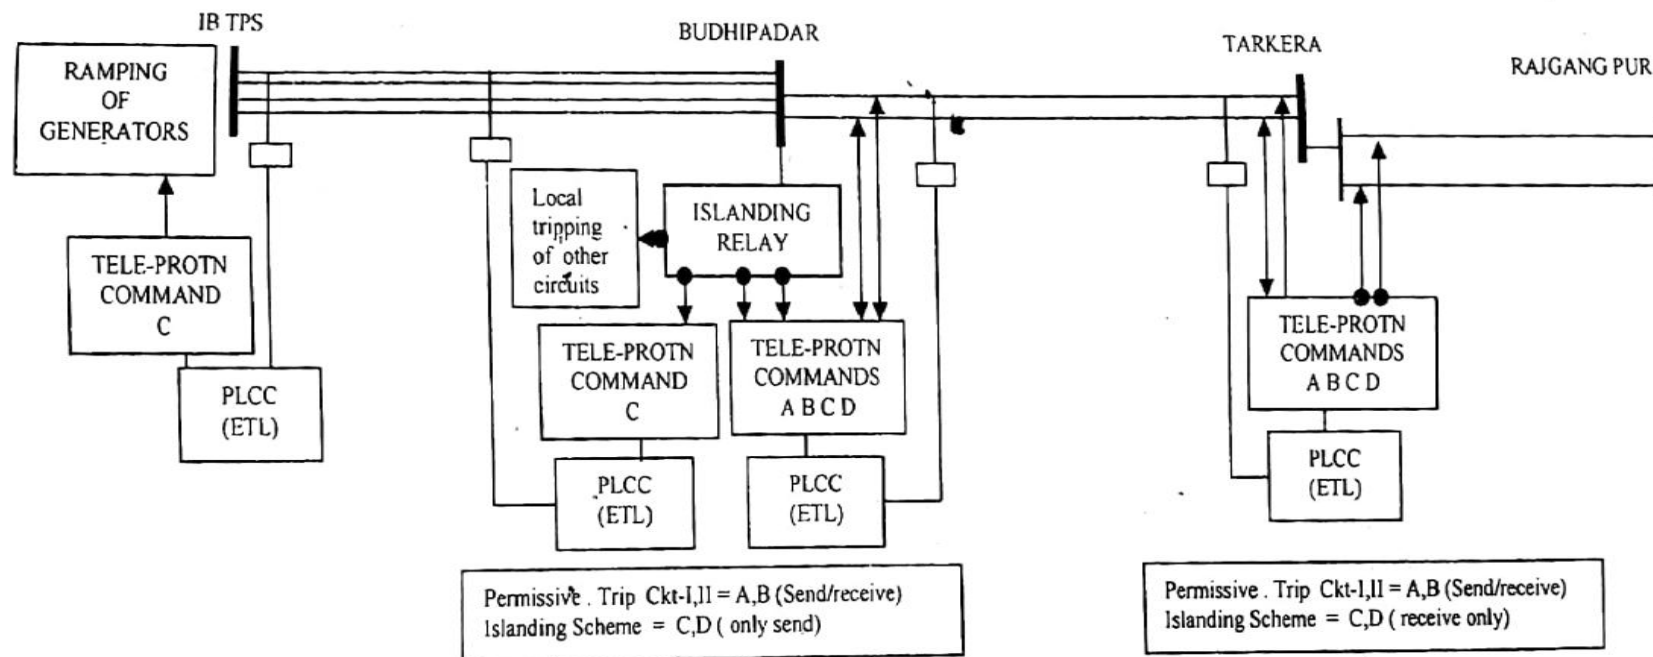 IB TPS
BUDHIPADAR
TARKERA
RAJGANG PUR
RAMPING
OF
GENERATORS
TELE-PROTN
COMMAND
C
PLCC
(ETL)
Local
tripping
of other
circuits
ISLANDING
RELAY
TELE-PROTN
COMMAND
C
PLCC
(ETL)
TELE-PROTN
COMMANDS
A B C D
PLCC
(ETL)
TELE-PROTN
COMMANDS
A B C D
PLCC
(ETL)
Permissive . Trip Ckt-I,II = A,B (Send/receive)
Islanding Scheme = C,D ( only send)
Permissive . Trip Ckt-I,II = A,B (Send/receive)
Islanding Scheme = C,D ( receive only)